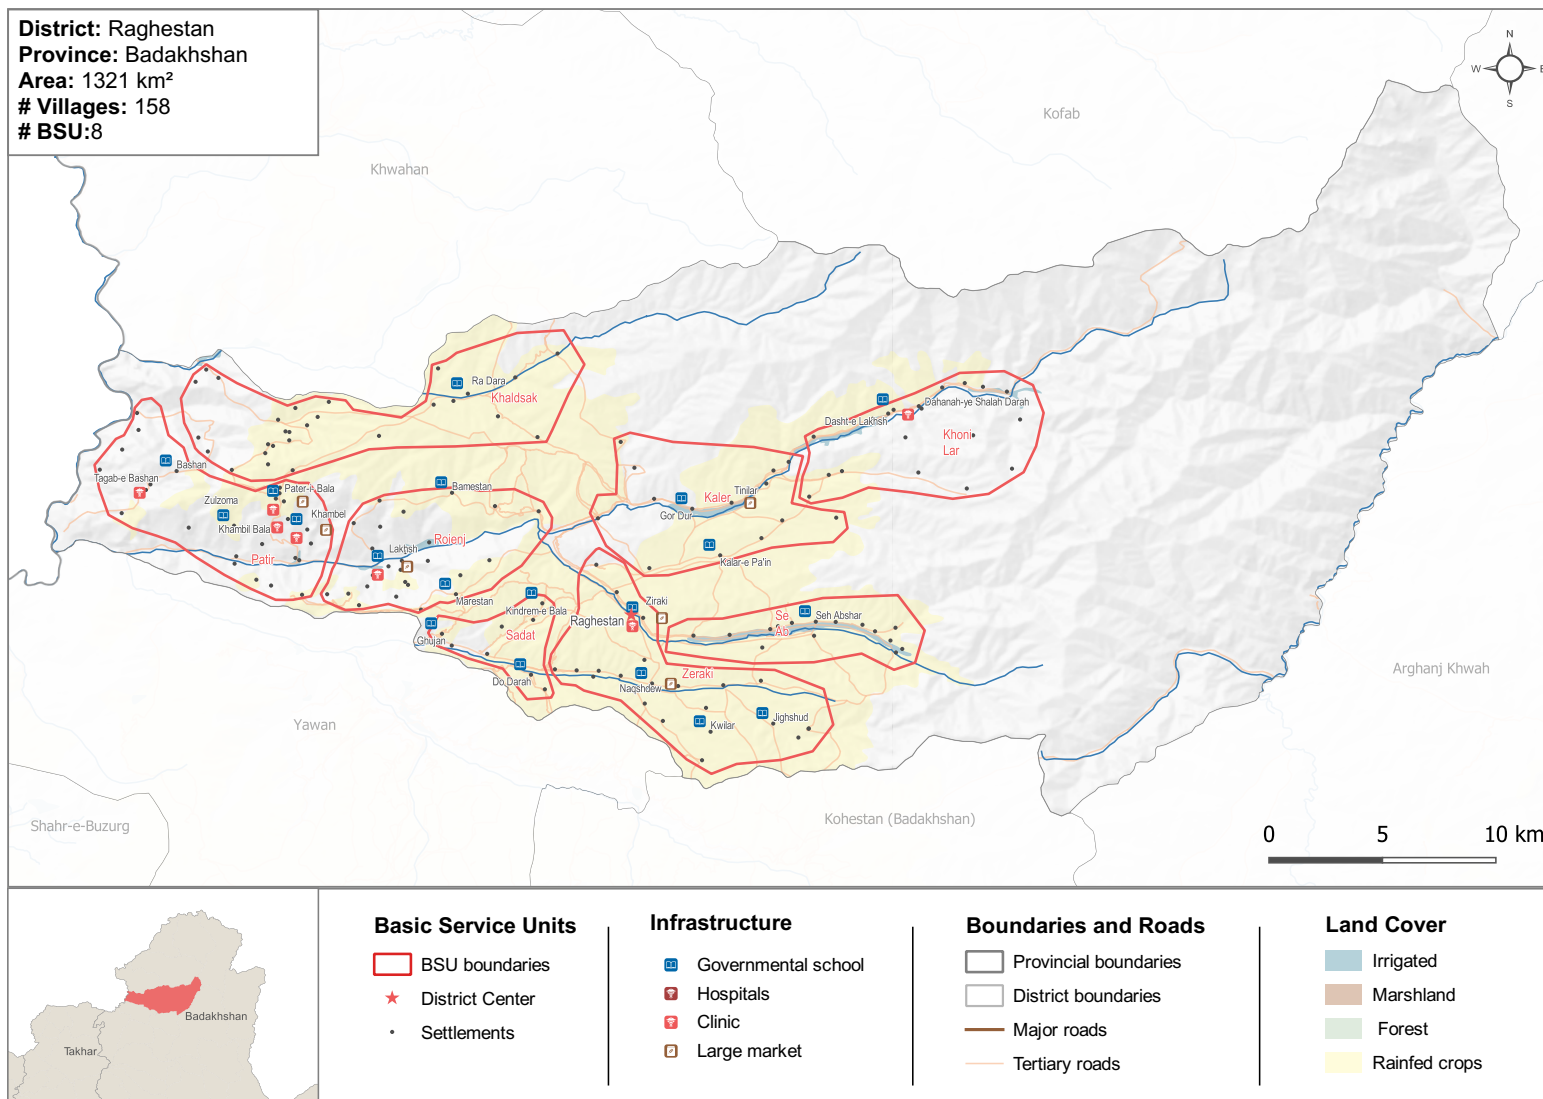 District: Raghestan
Province: Badakhshan
Area: 1321 km²
# Villages: 158
# BSU:8
N
W
E
S
Kofab
Khwahan
Ra Dara
Khaldsak
Dahanah-ye Shalah Darah
Dasht-e Lakhsh
Khoni
Lar
Bashan
Tagab-e Bashan
Bamestan
Pater-i-Bala
Zulzoma
Khambel
Khambil Bala
Patir
Tinilar
Kaler
Gor Dur
Kalar-e Pa'in
Rojenj
Lakhsh
Marestan
Kindrem-e Bala
Ziraki
Raghestan
Se
Ab
Seh Abshar
Ghujan
Sadat
Do Darah
Zeraki
Naqshdew
Kwilar
Jighshud
Arghanj Khwah
Yawan
Shahr-e-Buzurg
Kohestan (Badakhshan)
0 5 10 km
Badakhshan
Takhar
Basic Service Units
BSU boundaries
District Center
Settlements
Infrastructure
Governmental school
Hospitals
Clinic
Large market
Boundaries and Roads
Provincial boundaries
District boundaries
Major roads
Tertiary roads
Land Cover
Irrigated
Marshland
Forest
Rainfed crops